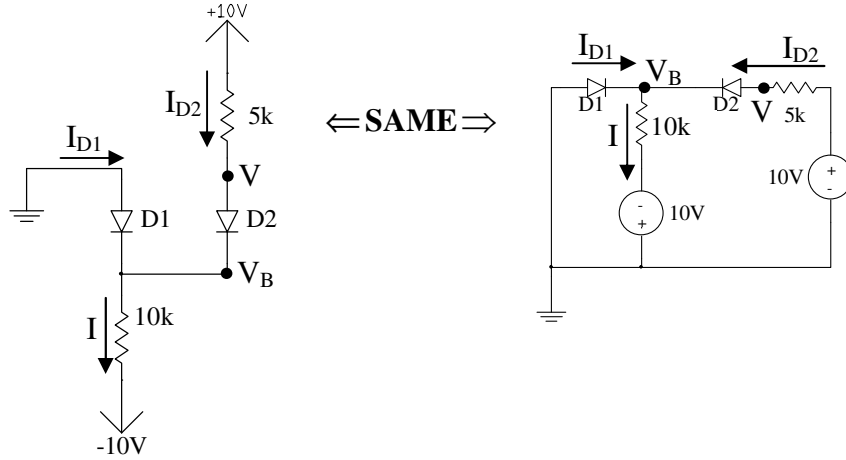 +10V
I_D2
5k
I_D1
V
D1
D2
V_B
I
10k
-10V
⇐ SAME ⇒
I_D1
I_D2
V_B
D1
D2
V
5k
I
10k
-
+
10V
10V
+
-